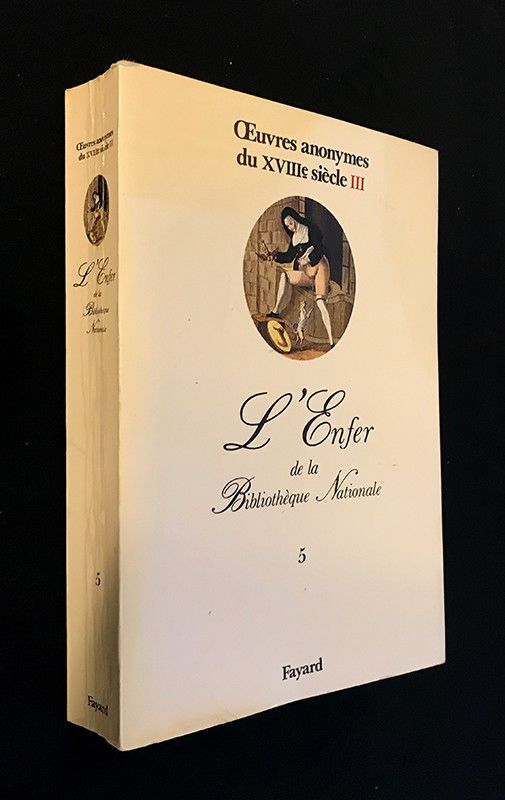 Œuvres anonymes
du XVIIIe siècle III
L'Enfer
de la
Bibliothèque
Nationale
5
Fayard
Œuvres anonymes
du XVIIIe siècle III
L'Enfer
de la
Bibliothèque Nationale
5
Fayard